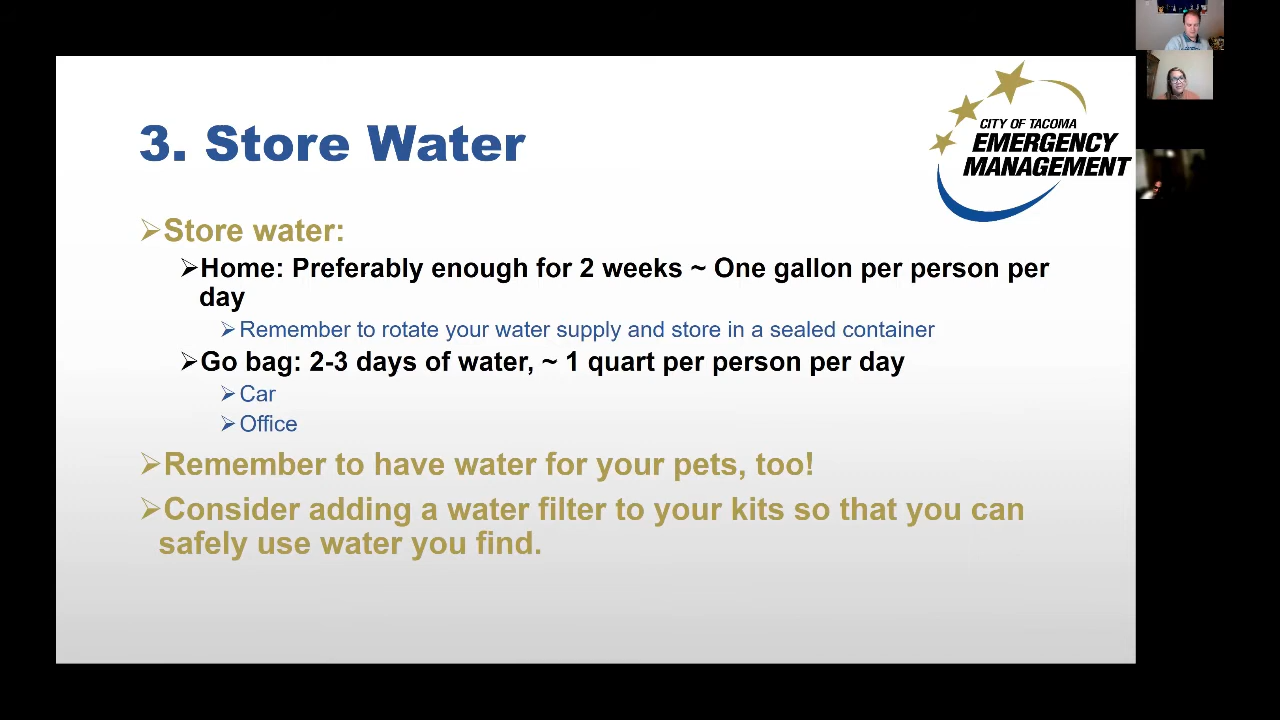 CITY OF TACOMA
EMERGENCY
MANAGEMENT
3. Store Water
➢Store water:
➢Home: Preferably enough for 2 weeks ~ One gallon per person per
day
➢Remember to rotate your water supply and store in a sealed container
➢Go bag: 2-3 days of water, ~ 1 quart per person per day
➢Car
➢Office
➢Remember to have water for your pets, too!
➢Consider adding a water filter to your kits so that you can
safely use water you find.